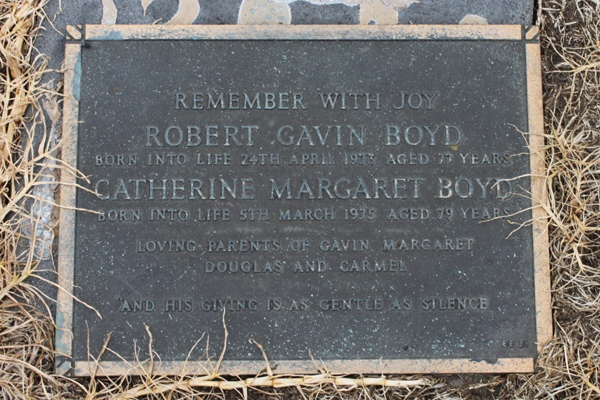 REMEMBER WITH JOY
ROBERT GAVIN BOYD
BORN INTO LIFE 24TH APRIL 1973 AGED 77 YEARS
CATHERINE MARGARET BOYD
BORN INTO LIFE 5TH MARCH 1975 AGED 79 YEARS
LOVING PARENTS OF GAVIN, MARGARET
DOUGLAS AND CARMEL
"AND HIS GIVING IS AS GENTLE AS SILENCE